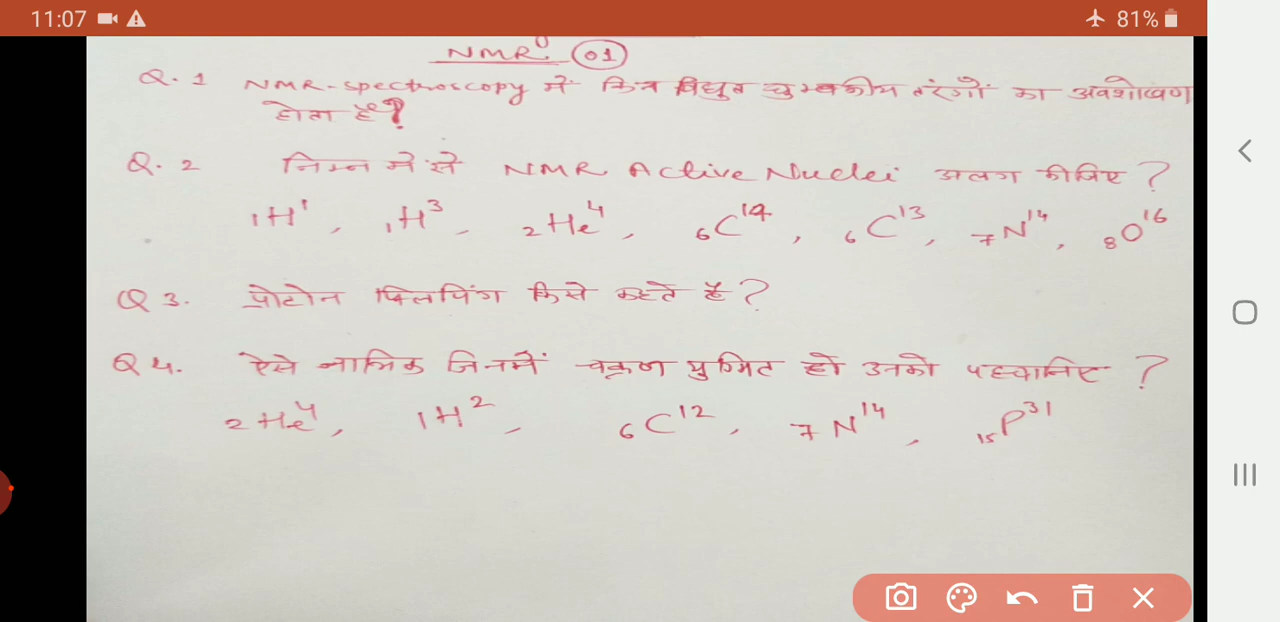 11:07 81%
NMR. 01
Q. 1 NMR-spectroscopy में किन विद्युत चुम्बकीय तरंगों का अवशोषण
होता है?
Q. 2 निम्न में से NMR Active Nuclei अलग कीजिए ?
₁H¹, ₁H³, ₂He⁴, ₆C¹⁴, ₆C¹³, ₇N¹⁴, ₈O¹⁶
Q 3. प्रोटोन फ्लिपिंग किसे कहते है ?
Q 4. ऐसे नाभिक जिनमें चक्रण युग्मित हो उनको पहचानिए ?
₂He⁴, ₁H², ₆C¹², ₇N¹⁴, ₁₅P³¹